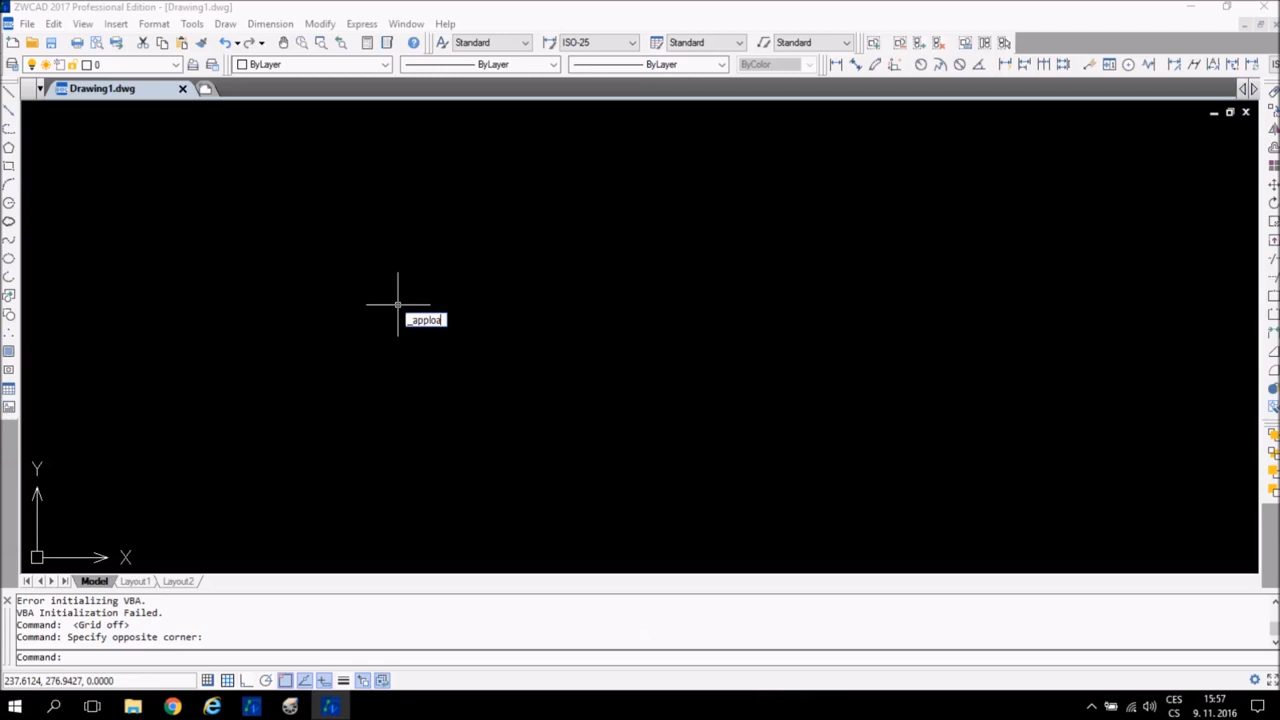 ZWCAD 2017 Professional Edition - [Drawing1.dwg]
File Edit View Insert Format Tools Draw Dimension Modify Express Window Help
Standard ISO-25 Standard Standard
0 ByLayer ByLayer ByLayer ByColor
Drawing1.dwg
_apploa
Y
X
Model Layout1 Layout2
Error initializing VBA.
VBA Initialization Failed.
Command: <Grid off>
Command: Specify opposite corner:
Command:
237.6124, 276.9427, 0.0000
CES 15:57
CS 9. 11. 2016